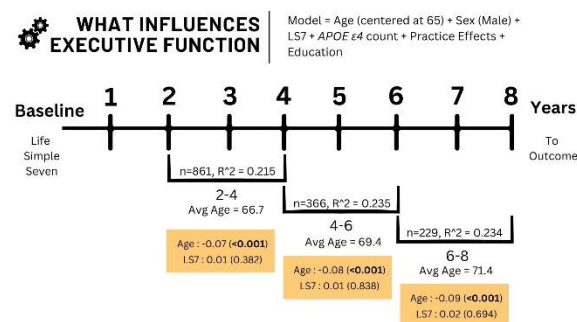 WHAT INFLUENCES
EXECUTIVE FUNCTION
Model = Age (centered at 65) + Sex (Male) +
LS7 + APOE ε4 count + Practice Effects +
Education
Baseline
1 2 3 4 5 6 7 8
Years
Life
Simple
Seven
To
Outcome
n=861, R^2 = 0.215
2-4
Avg Age = 66.7
Age : -0.07 (<0.001)
LS7 : 0.01 (0.382)
n=366, R^2 = 0.235
4-6
Avg Age = 69.4
Age : -0.08 (<0.001)
LS7 : 0.01 (0.838)
n=229, R^2 = 0.234
6-8
Avg Age = 71.4
Age : -0.09 (<0.001)
LS7 : 0.02 (0.694)